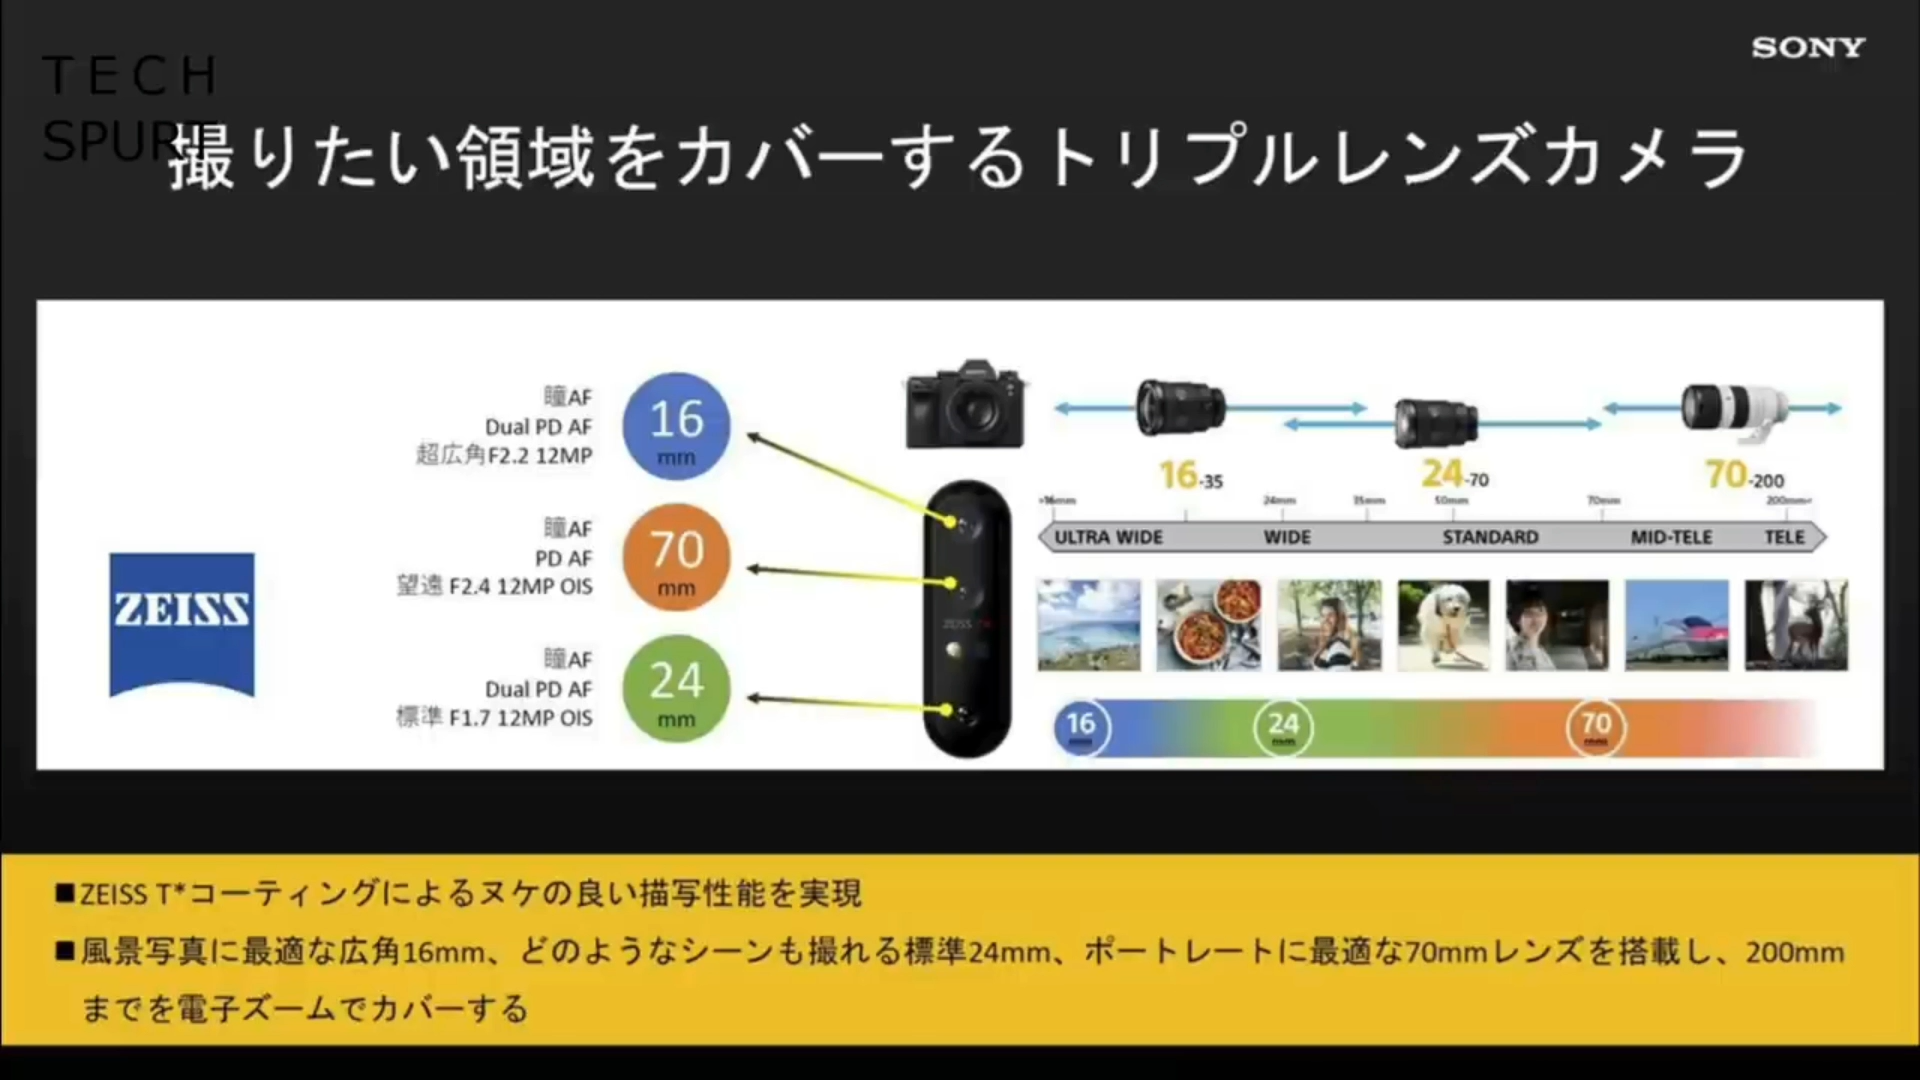 TECH
SPURT
SONY
撮りたい領域をカバーするトリプルレンズカメラ
瞳AF
Dual PD AF
超広角F2.2 12MP
16
mm
瞳AF
PD AF
望遠 F2.4 12MP OIS
70
mm
瞳AF
Dual PD AF
標準 F1.7 12MP OIS
24
mm
ZEISS
ZEISS T*
16-35
24-70
70-200
24mm
35mm
50mm
70mm
ULTRA WIDE
WIDE
STANDARD
MID-TELE
TELE
16
mm
24
mm
70
mm
■ZEISS T*コーティングによるヌケの良い描写性能を実現
■風景写真に最適な広角16mm、どのようなシーンも撮れる標準24mm、ポートレートに最適な70mmレンズを搭載し、200mm
までを電子ズームでカバーする